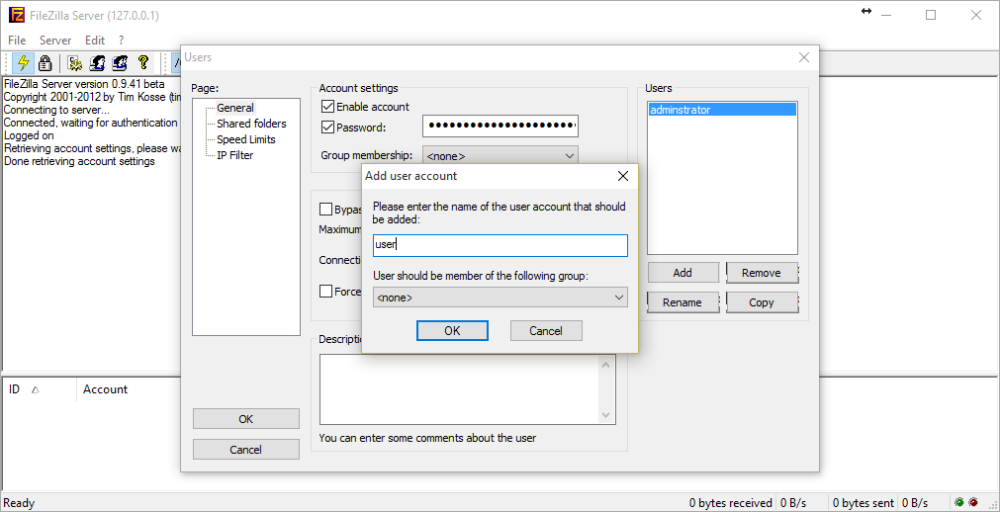 FileZilla Server (127.0.0.1)
File Server Edit ?
FileZilla Server version 0.9.41 beta
Copyright 2001-2012 by Tim Kosse (tim
Connecting to server...
Connected, waiting for authentication
Logged on
Retrieving account settings, please wa
Done retrieving account settings
Users
Page:
General
Shared folders
Speed Limits
IP Filter
OK
Cancel
Account settings
Enable account
Password:
Group membership: <none>
Bypas
Maximum
Connecti
Force
Descripti
You can enter some comments about the user
Users
adminstrator
Add Remove
Rename Copy
Add user account
Please enter the name of the user account that should
be added:
user
User should be member of the following group:
<none>
OK Cancel
ID Account
Ready 0 bytes received 0 B/s 0 bytes sent 0 B/s